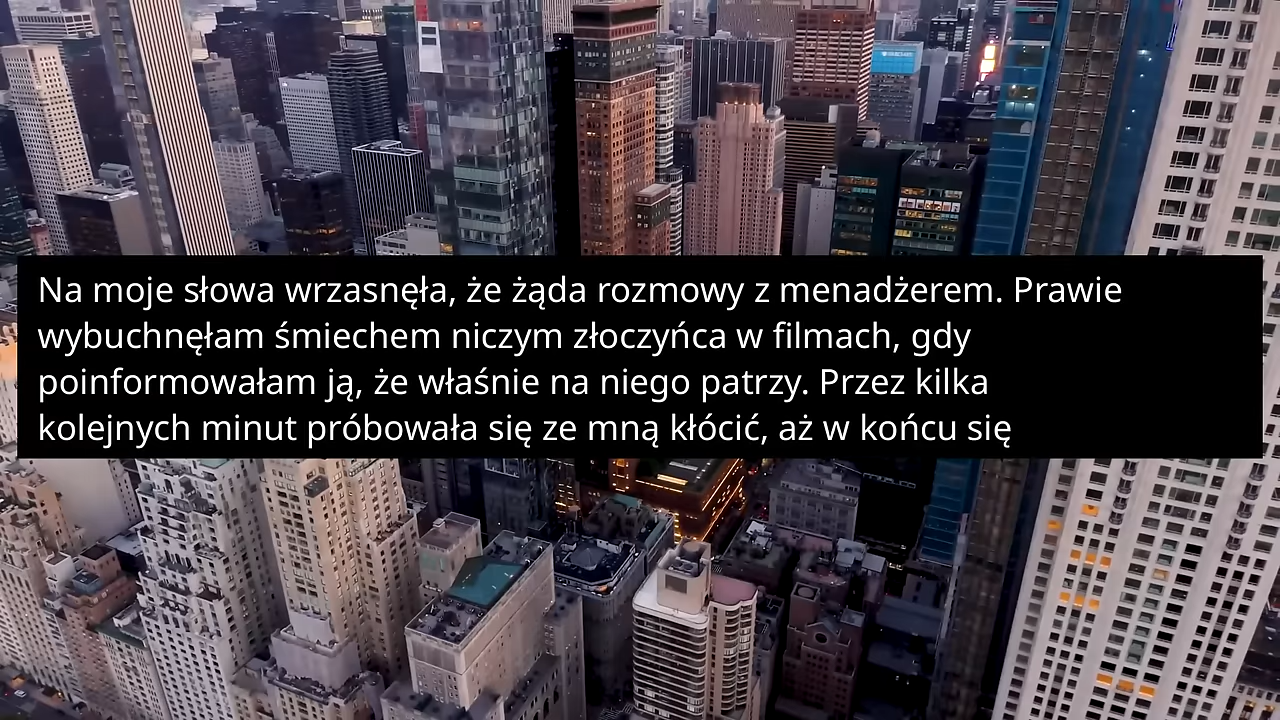 Na moje słowa wrzasnęła, że żąda rozmowy z menadżerem. Prawie
wybuchnęłam śmiechem niczym złoczyńca w filmach, gdy
poinformowałam ją, że właśnie na niego patrzy. Przez kilka
kolejnych minut próbowała się ze mną kłócić, aż w końcu się